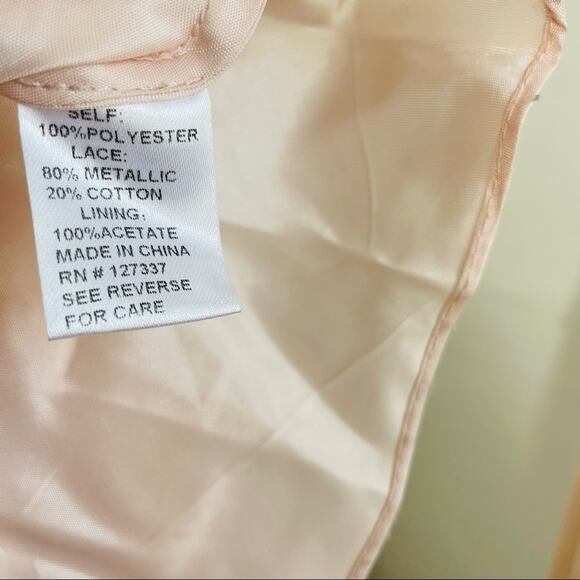 SELF:
100%POLYESTER
LACE:
80% METALLIC
20% COTTON
LINING:
100%ACETATE
MADE IN CHINA
RN # 127337
SEE REVERSE
FOR CARE